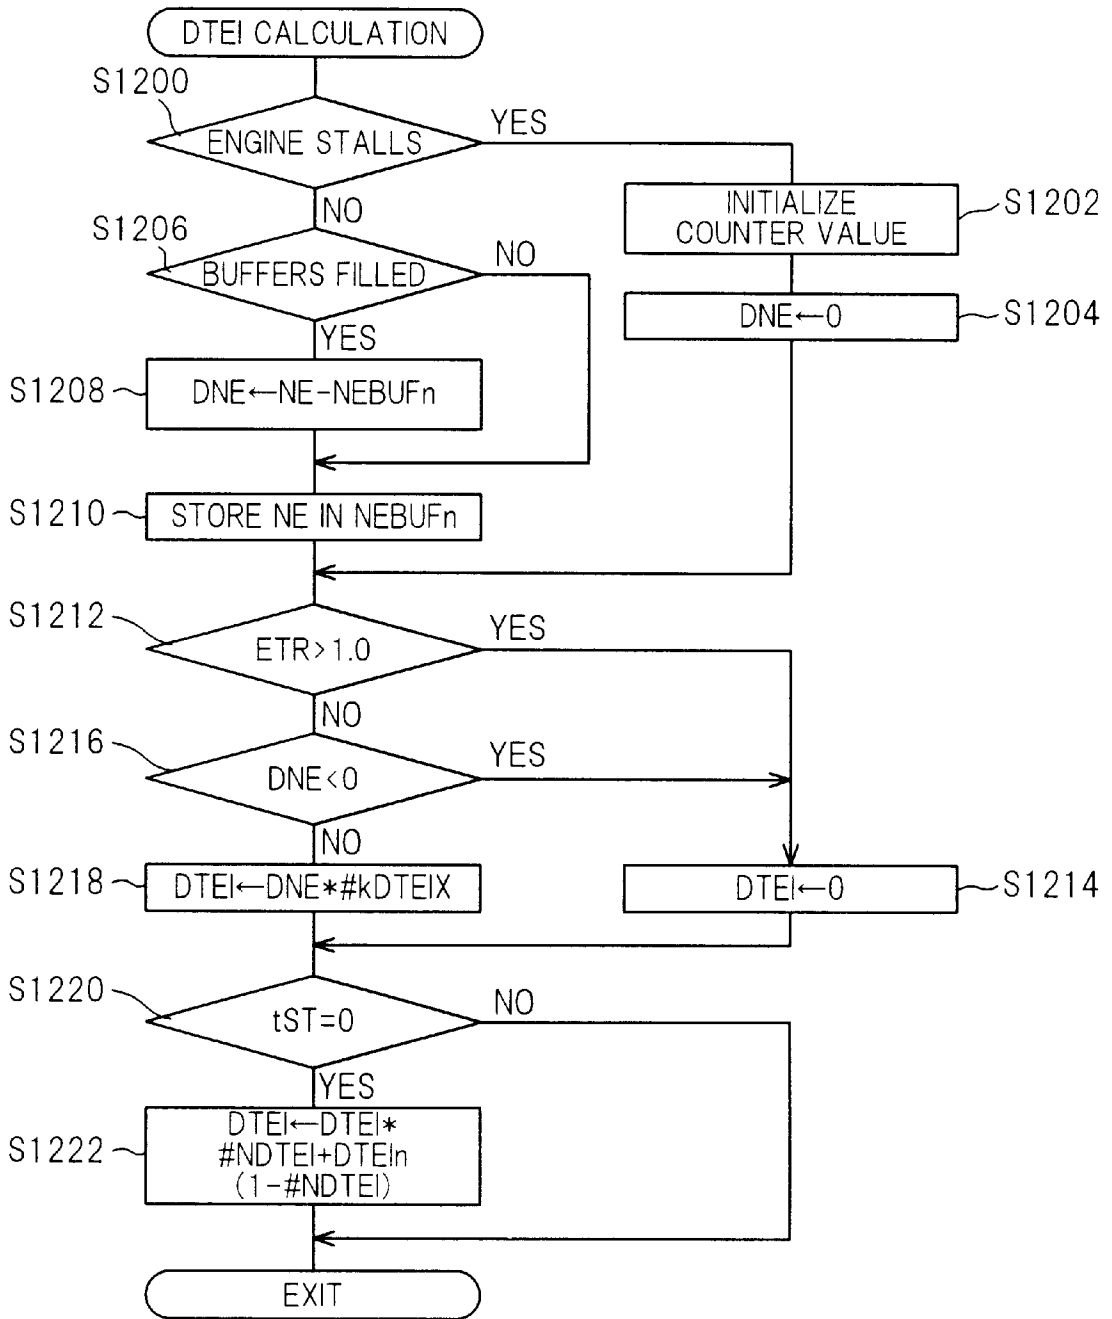 DTEI CALCULATION
S1200
ENGINE STALLS
YES
NO
INITIALIZE
COUNTER VALUE
S1202
S1206
BUFFERS FILLED
NO
YES
DNE←0
S1204
S1208
DNE←NE-NEBUFn
S1210
STORE NE IN NEBUFn
S1212
ETR>1.0
YES
NO
S1216
DNE<0
YES
NO
S1218
DTEI←DNE*#kDTEIX
DTEI←0
S1214
S1220
tST=0
NO
YES
S1222
DTEI←DTEI*
#NDTEI+DTEIn
(1-#NDTEI)
EXIT